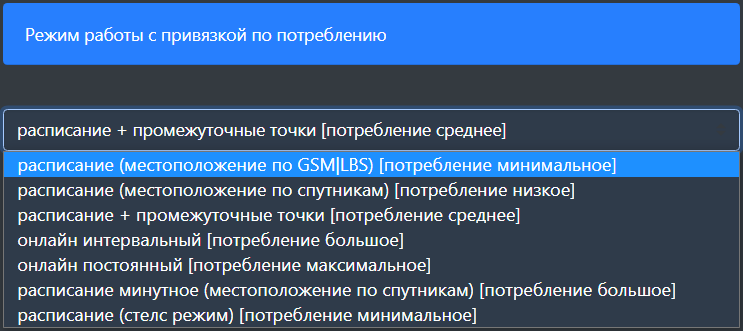 Режим работы с привязкой по потреблению
расписание + промежуточные точки [потребление среднее]
расписание (местоположение по GSM|LBS) [потребление минимальное]
расписание (местоположение по спутникам) [потребление низкое]
расписание + промежуточные точки [потребление среднее]
онлайн интервальный [потребление большое]
онлайн постоянный [потребление максимальное]
расписание минутное (местоположение по спутникам) [потребление большое]
расписание (стелс режим) [потребление минимальное]